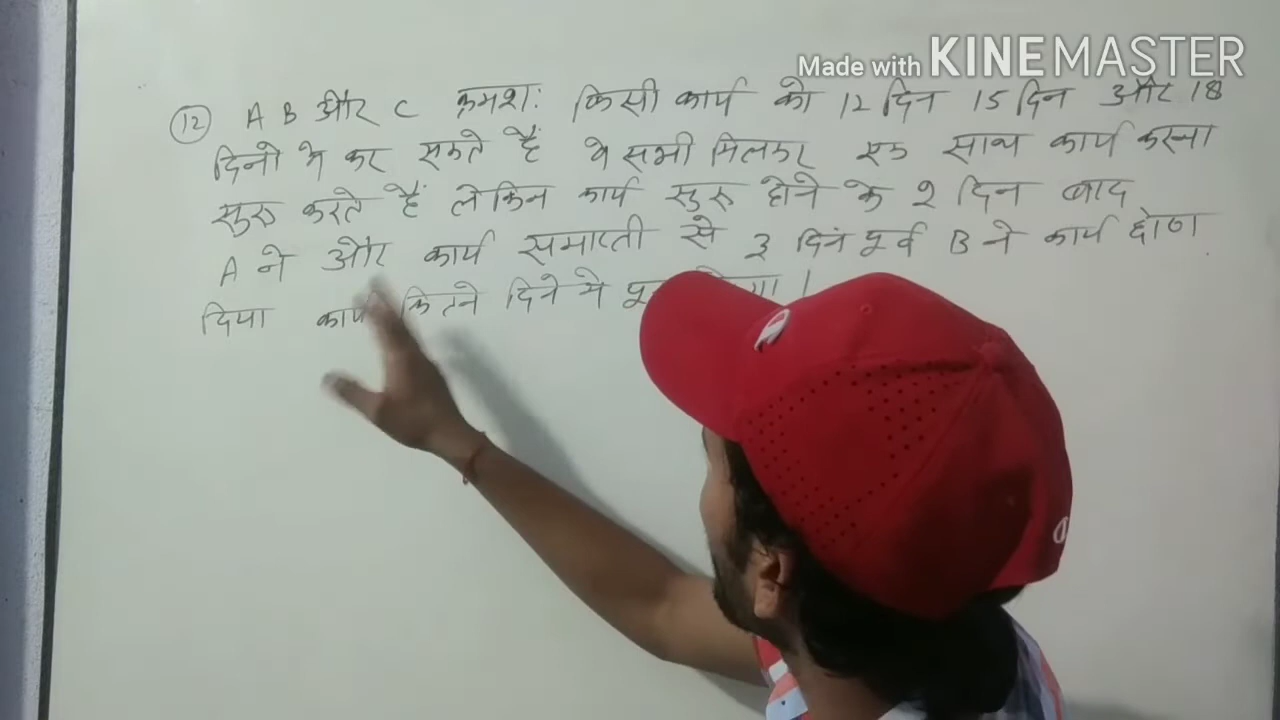 Made with KINEMASTER
12 A B और C क्रमशः किसी कार्य को 12 दिन 15 दिन और 18
दिनो मे कर सकते हैं ये सभी मिलकर एक साथ कार्य करना
सुरू करते हैं लेकिन कार्य सुरू होने के 2 दिन बाद
A ने और कार्य समाप्ती से 3 दिन पूर्व B ने कार्य छोण
दिया कार्य कितने दिने मे